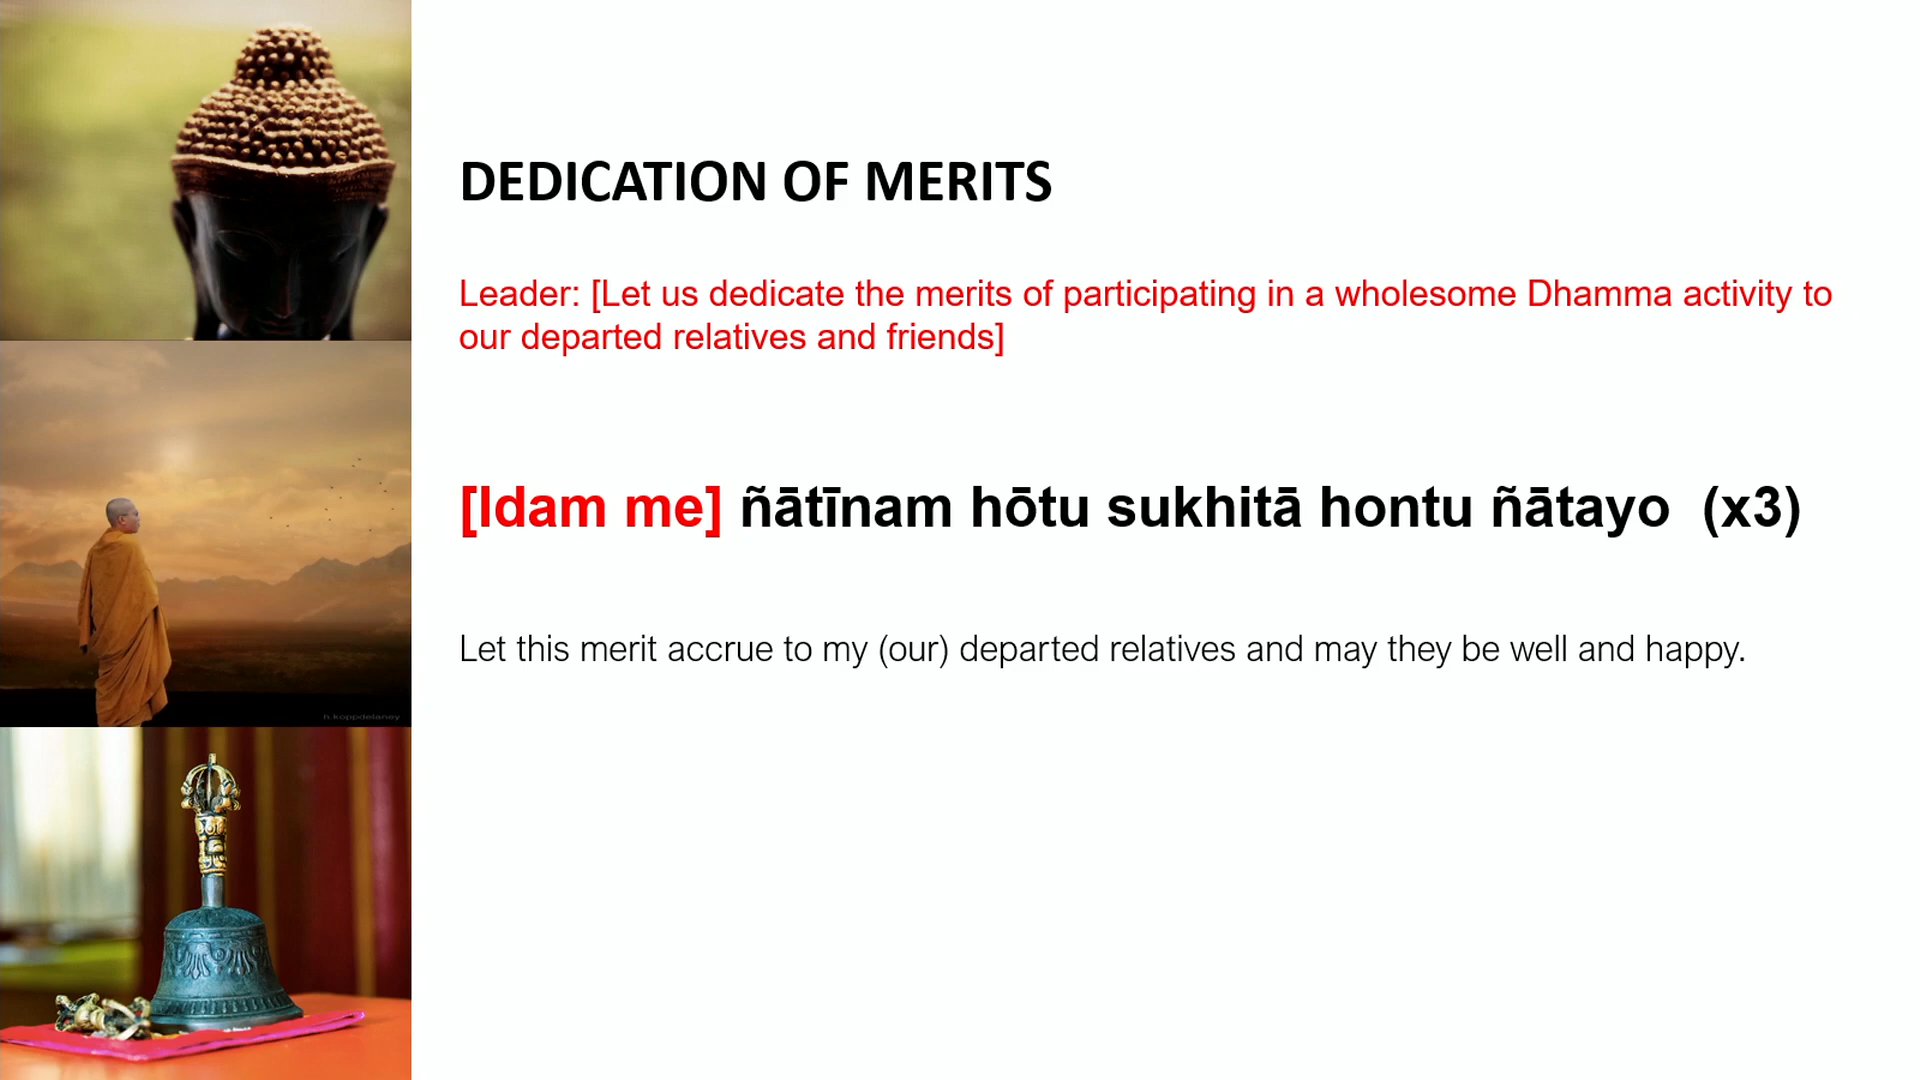 DEDICATION OF MERITS
Leader: [Let us dedicate the merits of participating in a wholesome Dhamma activity to
our departed relatives and friends]
[Idam me] ñātīnam hōtu sukhitā hontu ñātayo  (x3)
Let this merit accrue to my (our) departed relatives and may they be well and happy.
h.koppdelaney